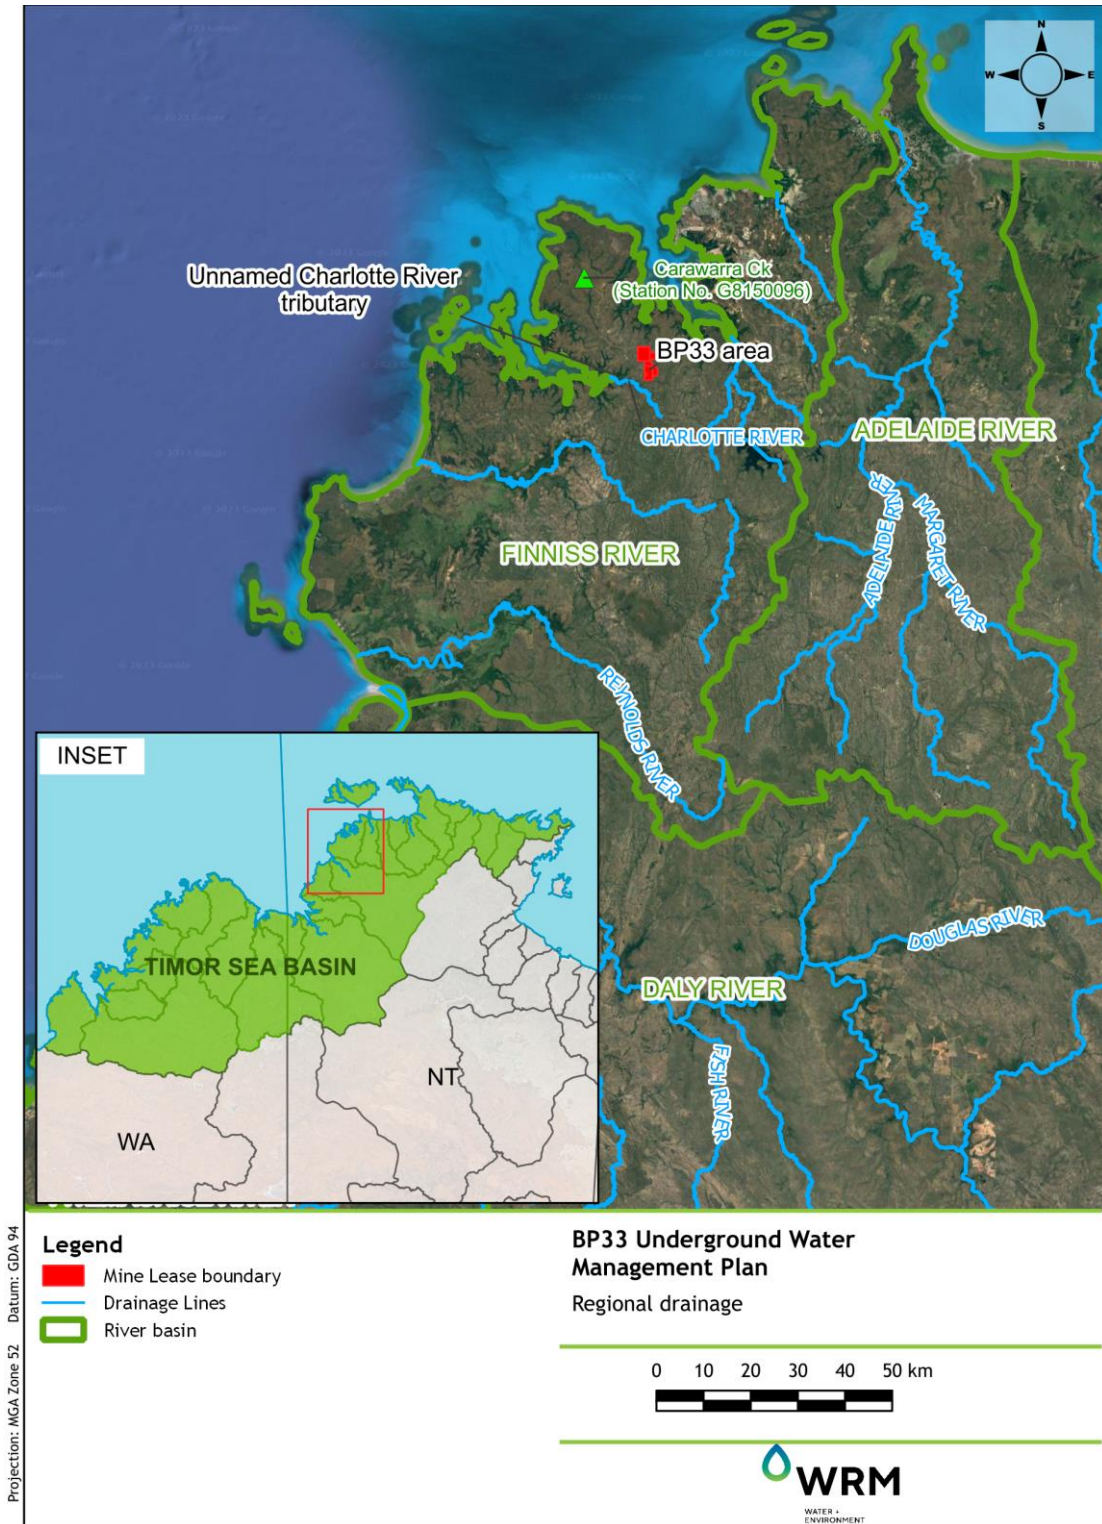 N
W
E
S
Unnamed Charlotte River
tributary
Carawarra Ck
(Station No. G8150096)
BP33 area
CHARLOTTE RIVER
ADELAIDE RIVER
ADELAIDE RIVER
MARGARET RIVER
FINNISS RIVER
REYNOLDS RIVER
DOUGLAS RIVER
DALY RIVER
FISH RIVER
INSET
TIMOR SEA BASIN
NT
WA
Projection: MGA Zone 52 Datum: GDA 94
Legend
Mine Lease boundary
Drainage Lines
River basin
BP33 Underground Water
Management Plan
Regional drainage
0 10 20 30 40 50 km
WRM
WATER +
ENVIRONMENT